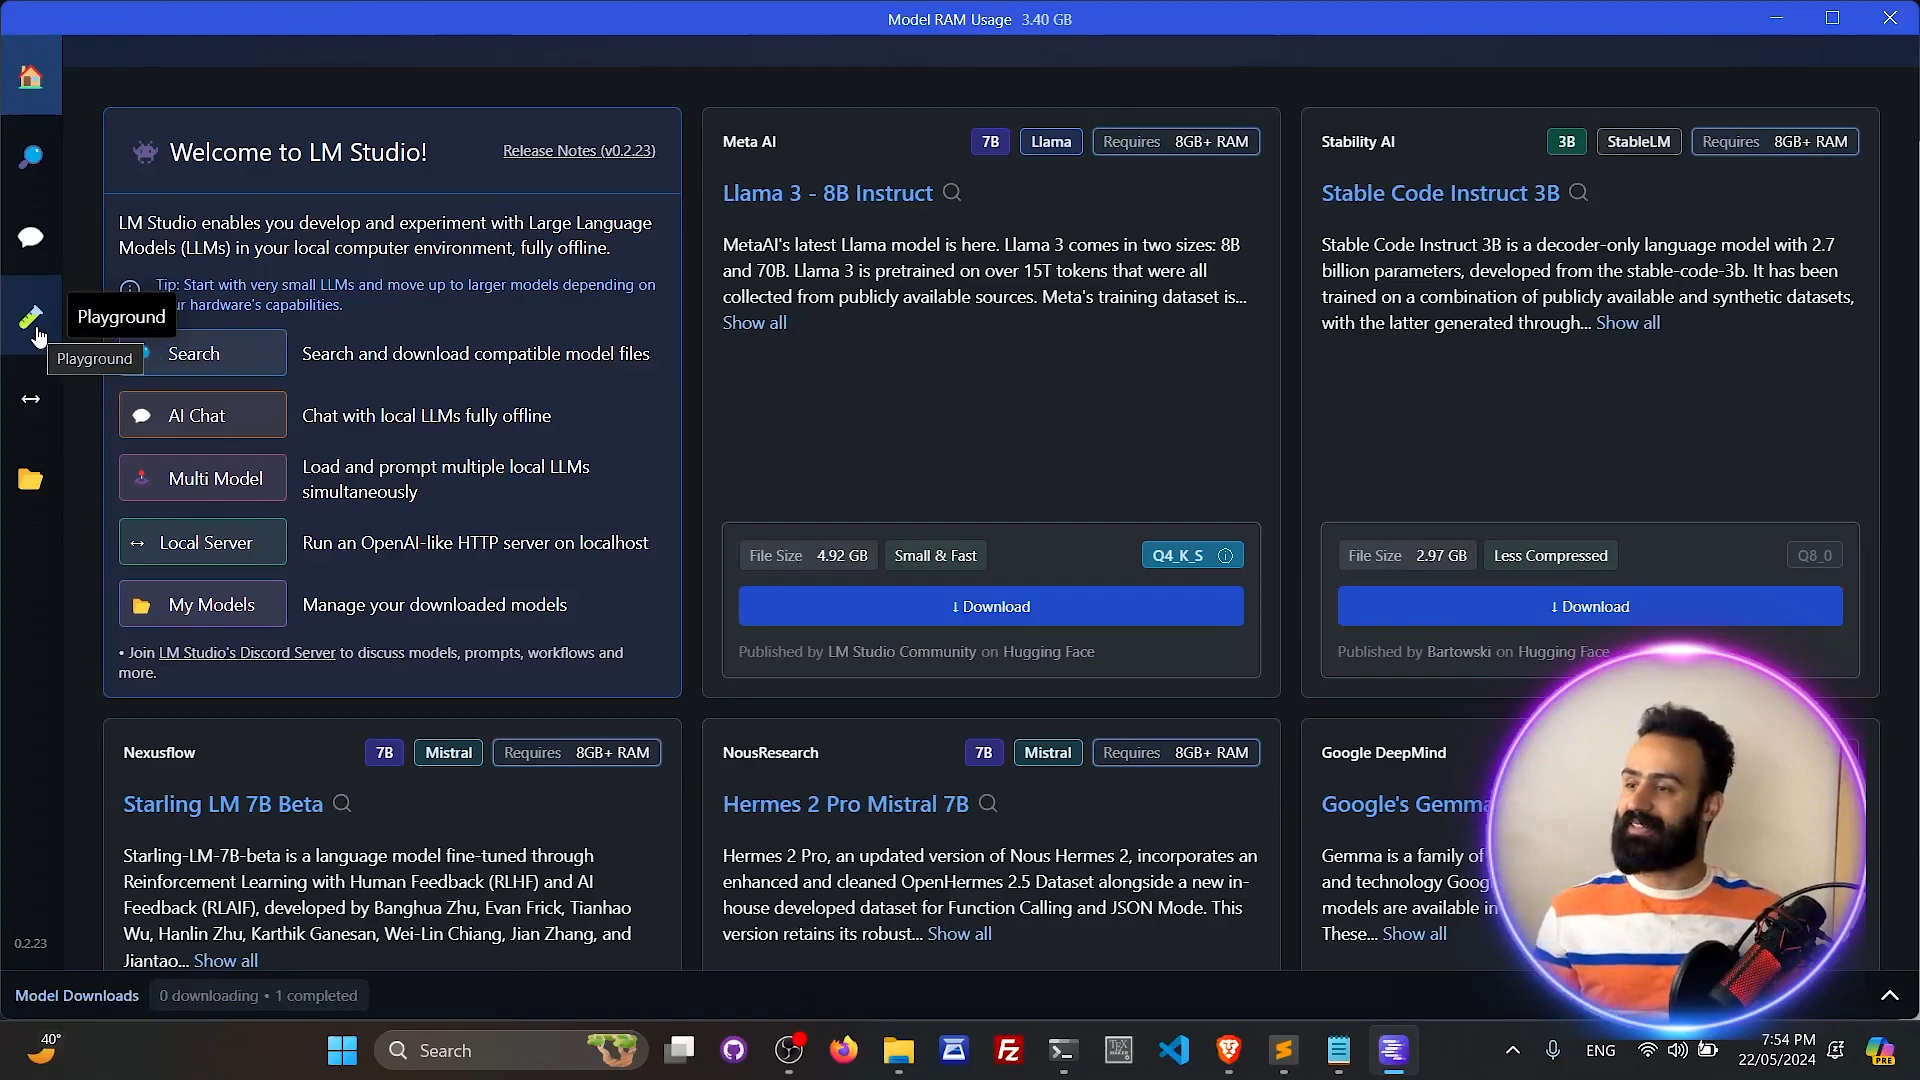 Model RAM Usage 3.40 GB
Welcome to LM Studio!
Release Notes (v0.2.23)
LM Studio enables you develop and experiment with Large Language
Models (LLMs) in your local computer environment, fully offline.
Tip: Start with very small LLMs and move up to larger models depending on
hardware's capabilities.
Playground
Playground
Search
Search and download compatible model files
AI Chat
Chat with local LLMs fully offline
Multi Model
Load and prompt multiple local LLMs
simultaneously
Local Server
Run an OpenAI-like HTTP server on localhost
My Models
Manage your downloaded models
• Join LM Studio's Discord Server to discuss models, prompts, workflows and
more.
Meta AI
7B
Llama
Requires 8GB+ RAM
Llama 3 - 8B Instruct
MetaAI's latest Llama model is here. Llama 3 comes in two sizes: 8B
and 70B. Llama 3 is pretrained on over 15T tokens that were all
collected from publicly available sources. Meta's training dataset is...
Show all
File Size 4.92 GB
Small & Fast
Q4_K_S
Download
Published by LM Studio Community on Hugging Face
Stability AI
3B
StableLM
Requires 8GB+ RAM
Stable Code Instruct 3B
Stable Code Instruct 3B is a decoder-only language model with 2.7
billion parameters, developed from the stable-code-3b. It has been
trained on a combination of publicly available and synthetic datasets,
with the latter generated through... Show all
File Size 2.97 GB
Less Compressed
Q8_0
Download
Published by Bartowski on Hugging Face
Nexusflow
7B
Mistral
Requires 8GB+ RAM
Starling LM 7B Beta
Starling-LM-7B-beta is a language model fine-tuned through
Reinforcement Learning with Human Feedback (RLHF) and AI
Feedback (RLAIF), developed by Banghua Zhu, Evan Frick, Tianhao
Wu, Hanlin Zhu, Karthik Ganesan, Wei-Lin Chiang, Jian Zhang, and
Jiantao... Show all
NousResearch
7B
Mistral
Requires 8GB+ RAM
Hermes 2 Pro Mistral 7B
Hermes 2 Pro, an updated version of Nous Hermes 2, incorporates an
enhanced and cleaned OpenHermes 2.5 Dataset alongside a new in-
house developed dataset for Function Calling and JSON Mode. This
version retains its robust... Show all
Google DeepMind
Google's Gemma
Gemma is a family of
and technology Goog
models are available in
These... Show all
0.2.23
Model Downloads
0 downloading • 1 completed
40°
Search
ENG
7:54 PM
22/05/2024
PRE